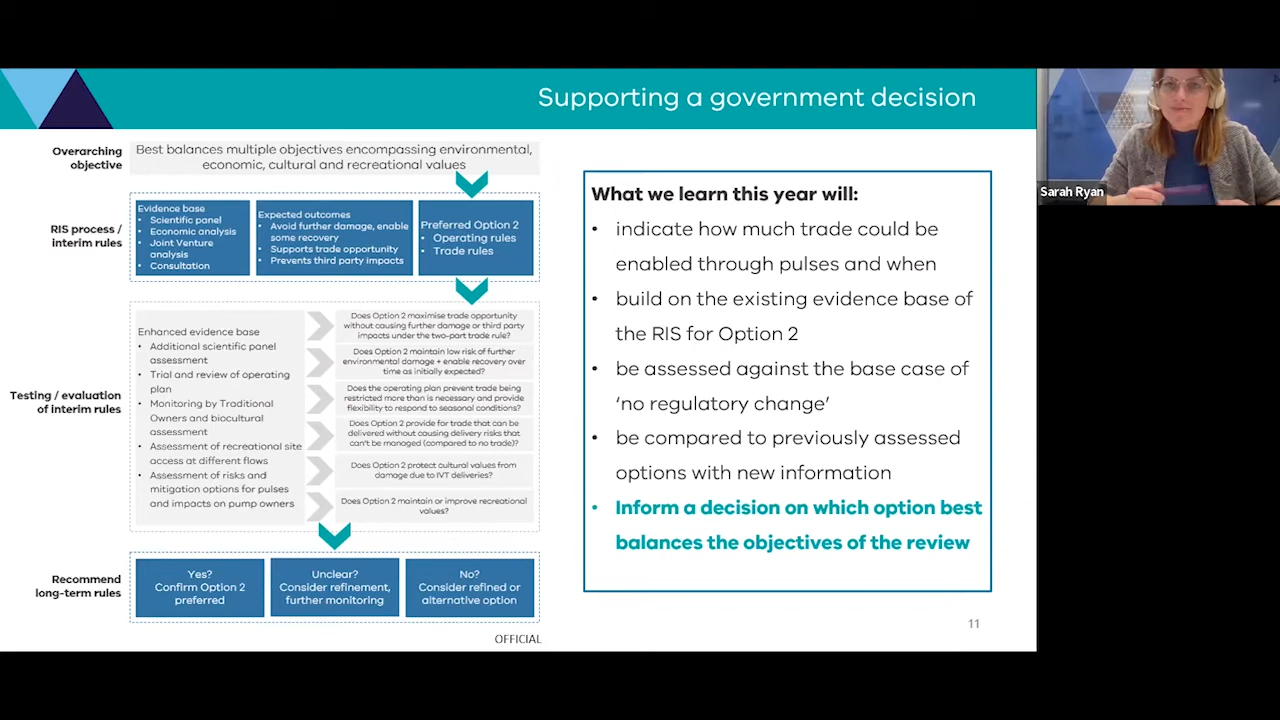 Supporting a government decision
Sarah Ryan
Overarching
objective
Best balances multiple objectives encompassing environmental,
economic, cultural and recreational values
RIS process /
interim rules
Evidence base
• Scientific panel
• Economic analysis
• Joint Venture
analysis
• Consultation
Expected outcomes
• Avoid further damage, enable
some recovery
• Supports trade opportunity
• Prevents third party impacts
Preferred Option 2
• Operating rules
• Trade rules
Testing / evaluation
of interim rules
Enhanced evidence base
• Additional scientific panel
assessment
• Trial and review of operating
plan
• Monitoring by Traditional
Owners and biocultural
assessment
• Assessment of recreational site
access at different flows
• Assessment of risks and
mitigation options for pulses
and impacts on pump owners
Does Option 2 maximise trade opportunity
without causing further damage or third party
impacts under the two-part trade rule?
Does Option 2 maintain low risk of further
environmental damage + enable recovery over
time as initially expected?
Does the operating plan prevent trade being
restricted more than is necessary and provide
flexibility to respond to seasonal conditions?
Does Option 2 provide for trade that can be
delivered without causing delivery risks that
can't be managed (compared to no trade)?
Does Option 2 protect cultural values from
damage due to IVT deliveries?
Does Option 2 maintain or improve recreational
values?
Recommend
long-term rules
Yes?
Confirm Option 2
preferred
Unclear?
Consider refinement,
further monitoring
No?
Consider refined or
alternative option
What we learn this year will:
• indicate how much trade could be
enabled through pulses and when
• build on the existing evidence base of
the RIS for Option 2
• be assessed against the base case of
‘no regulatory change’
• be compared to previously assessed
options with new information
• Inform a decision on which option best
balances the objectives of the review
11
OFFICIAL